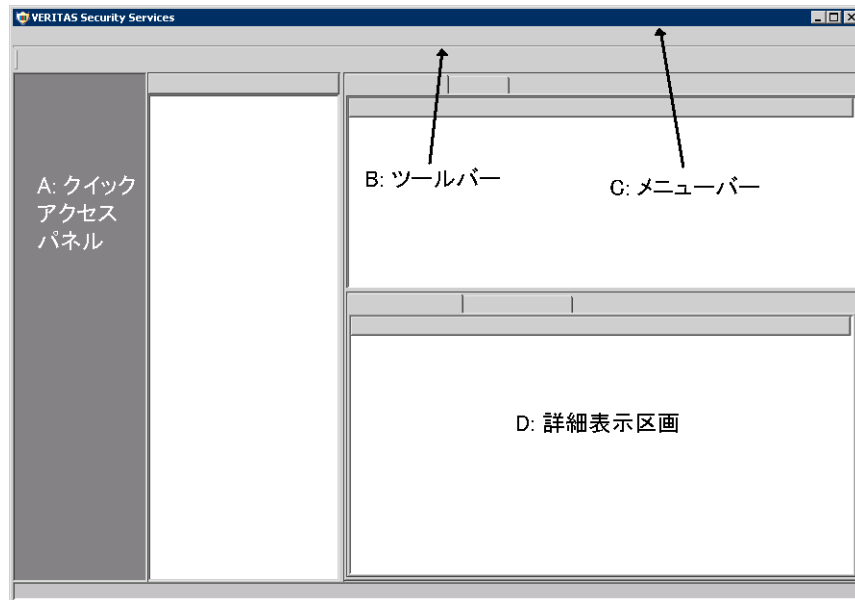 VERITAS Security Services
A: クイック
アクセス
パネル
B: ツールバー
C: メニューバー
D: 詳細表示区画